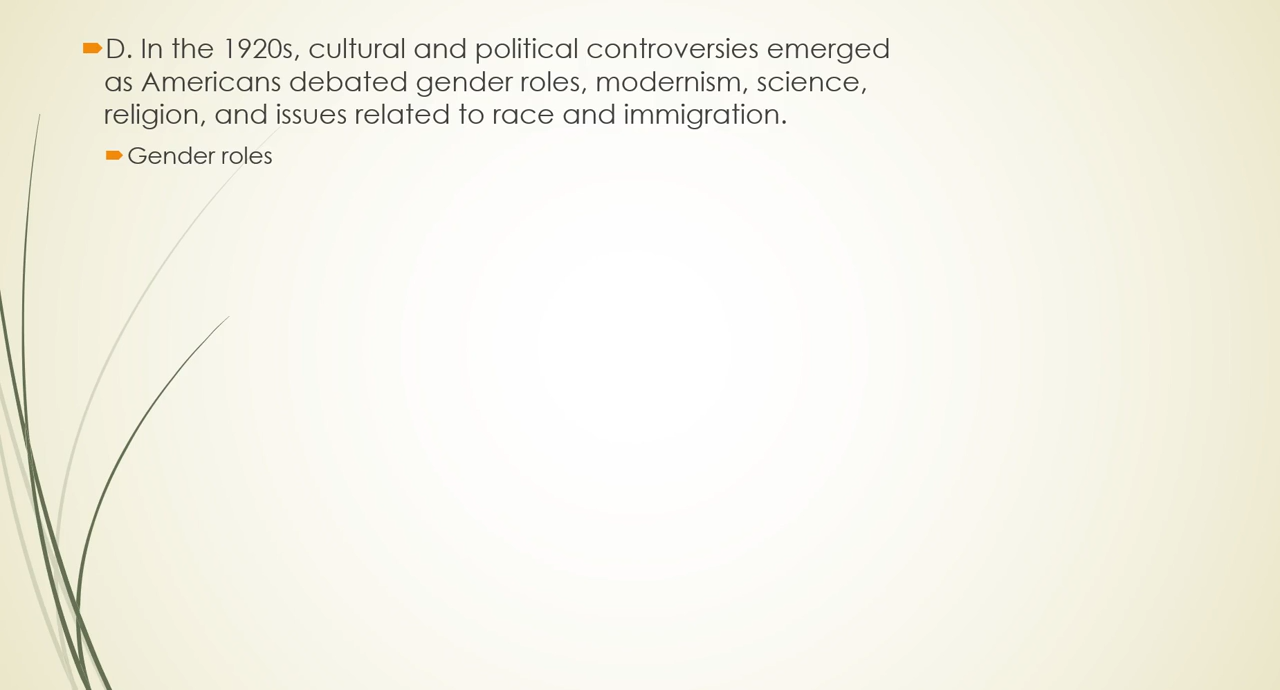 D. In the 1920s, cultural and political controversies emerged
as Americans debated gender roles, modernism, science,
religion, and issues related to race and immigration.
Gender roles